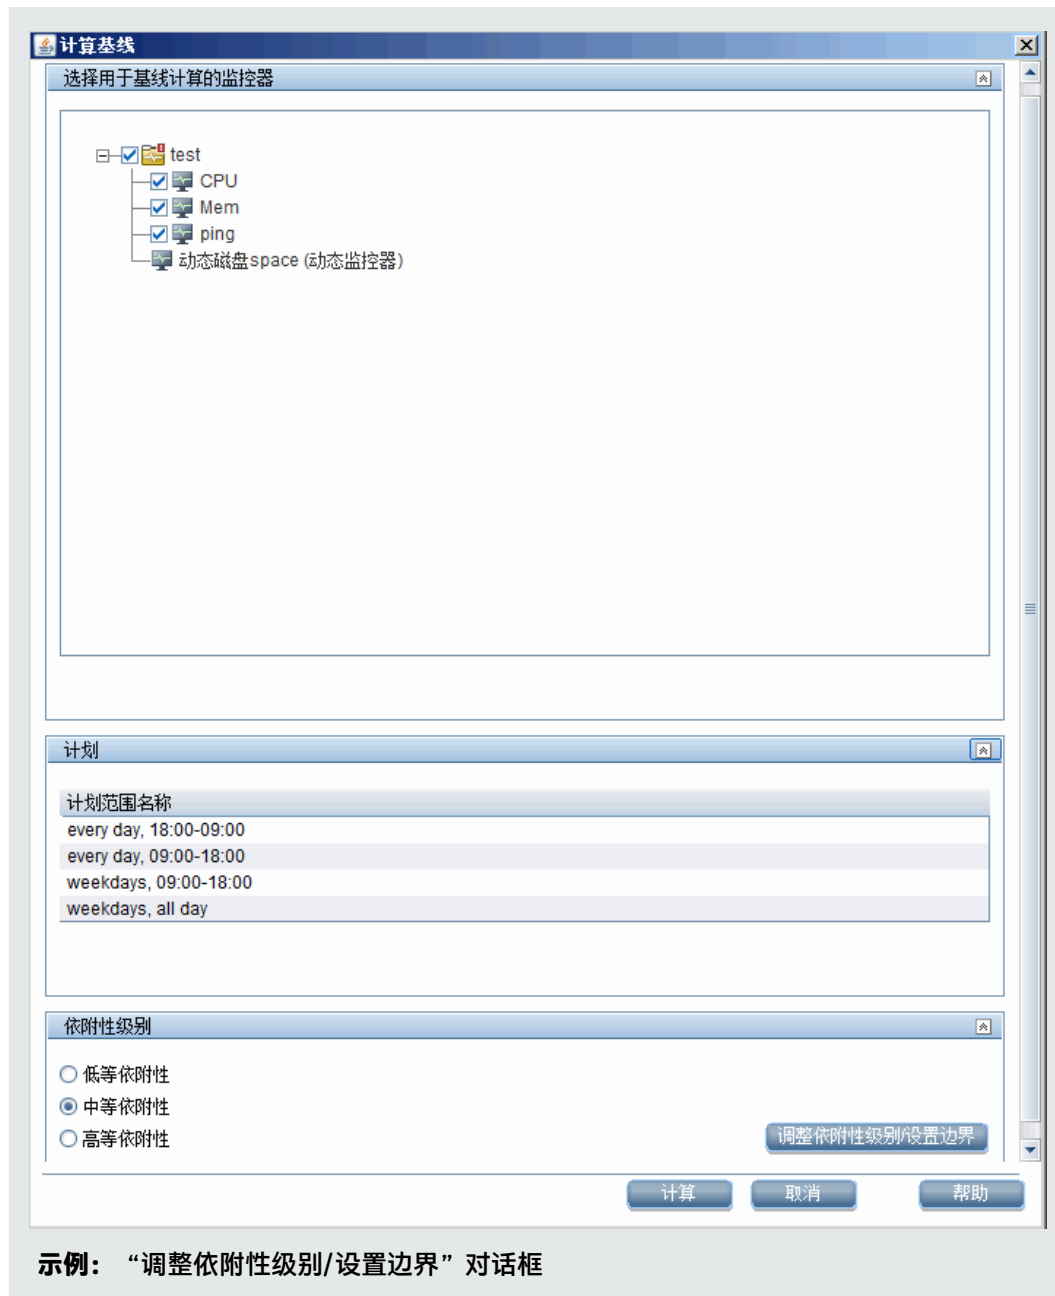 计算基线
选择用于基线计算的监控器
test
CPU
Mem
ping
动态磁盘space (动态监控器)
计划
计划范围名称
every day, 18:00-09:00
every day, 09:00-18:00
weekdays, 09:00-18:00
weekdays, all day
依附性级别
低等依附性
中等依附性
高等依附性
调整依附性级别/设置边界
计算 取消 帮助
示例：“调整依附性级别/设置边界”对话框